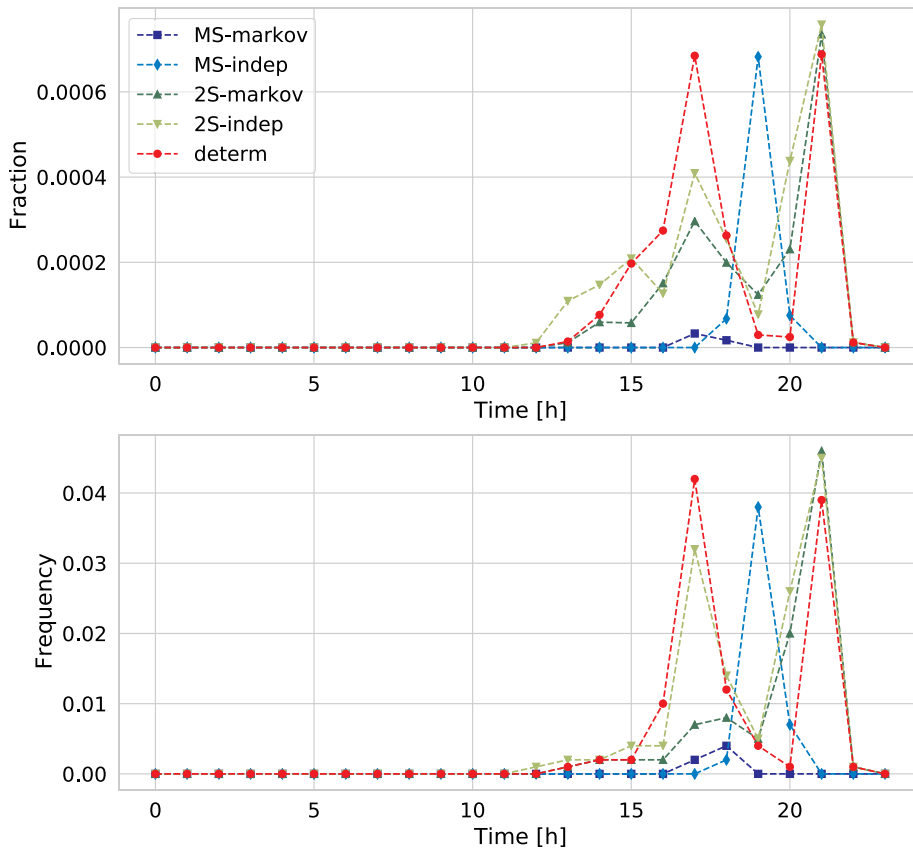 MS-markov
MS-indep
2S-markov
2S-indep
determ
Fraction
0.0006
0.0004
0.0002
0.0000
0 5 10 15 20
Time [h]
Frequency
0.04
0.03
0.02
0.01
0.00
0 5 10 15 20
Time [h]